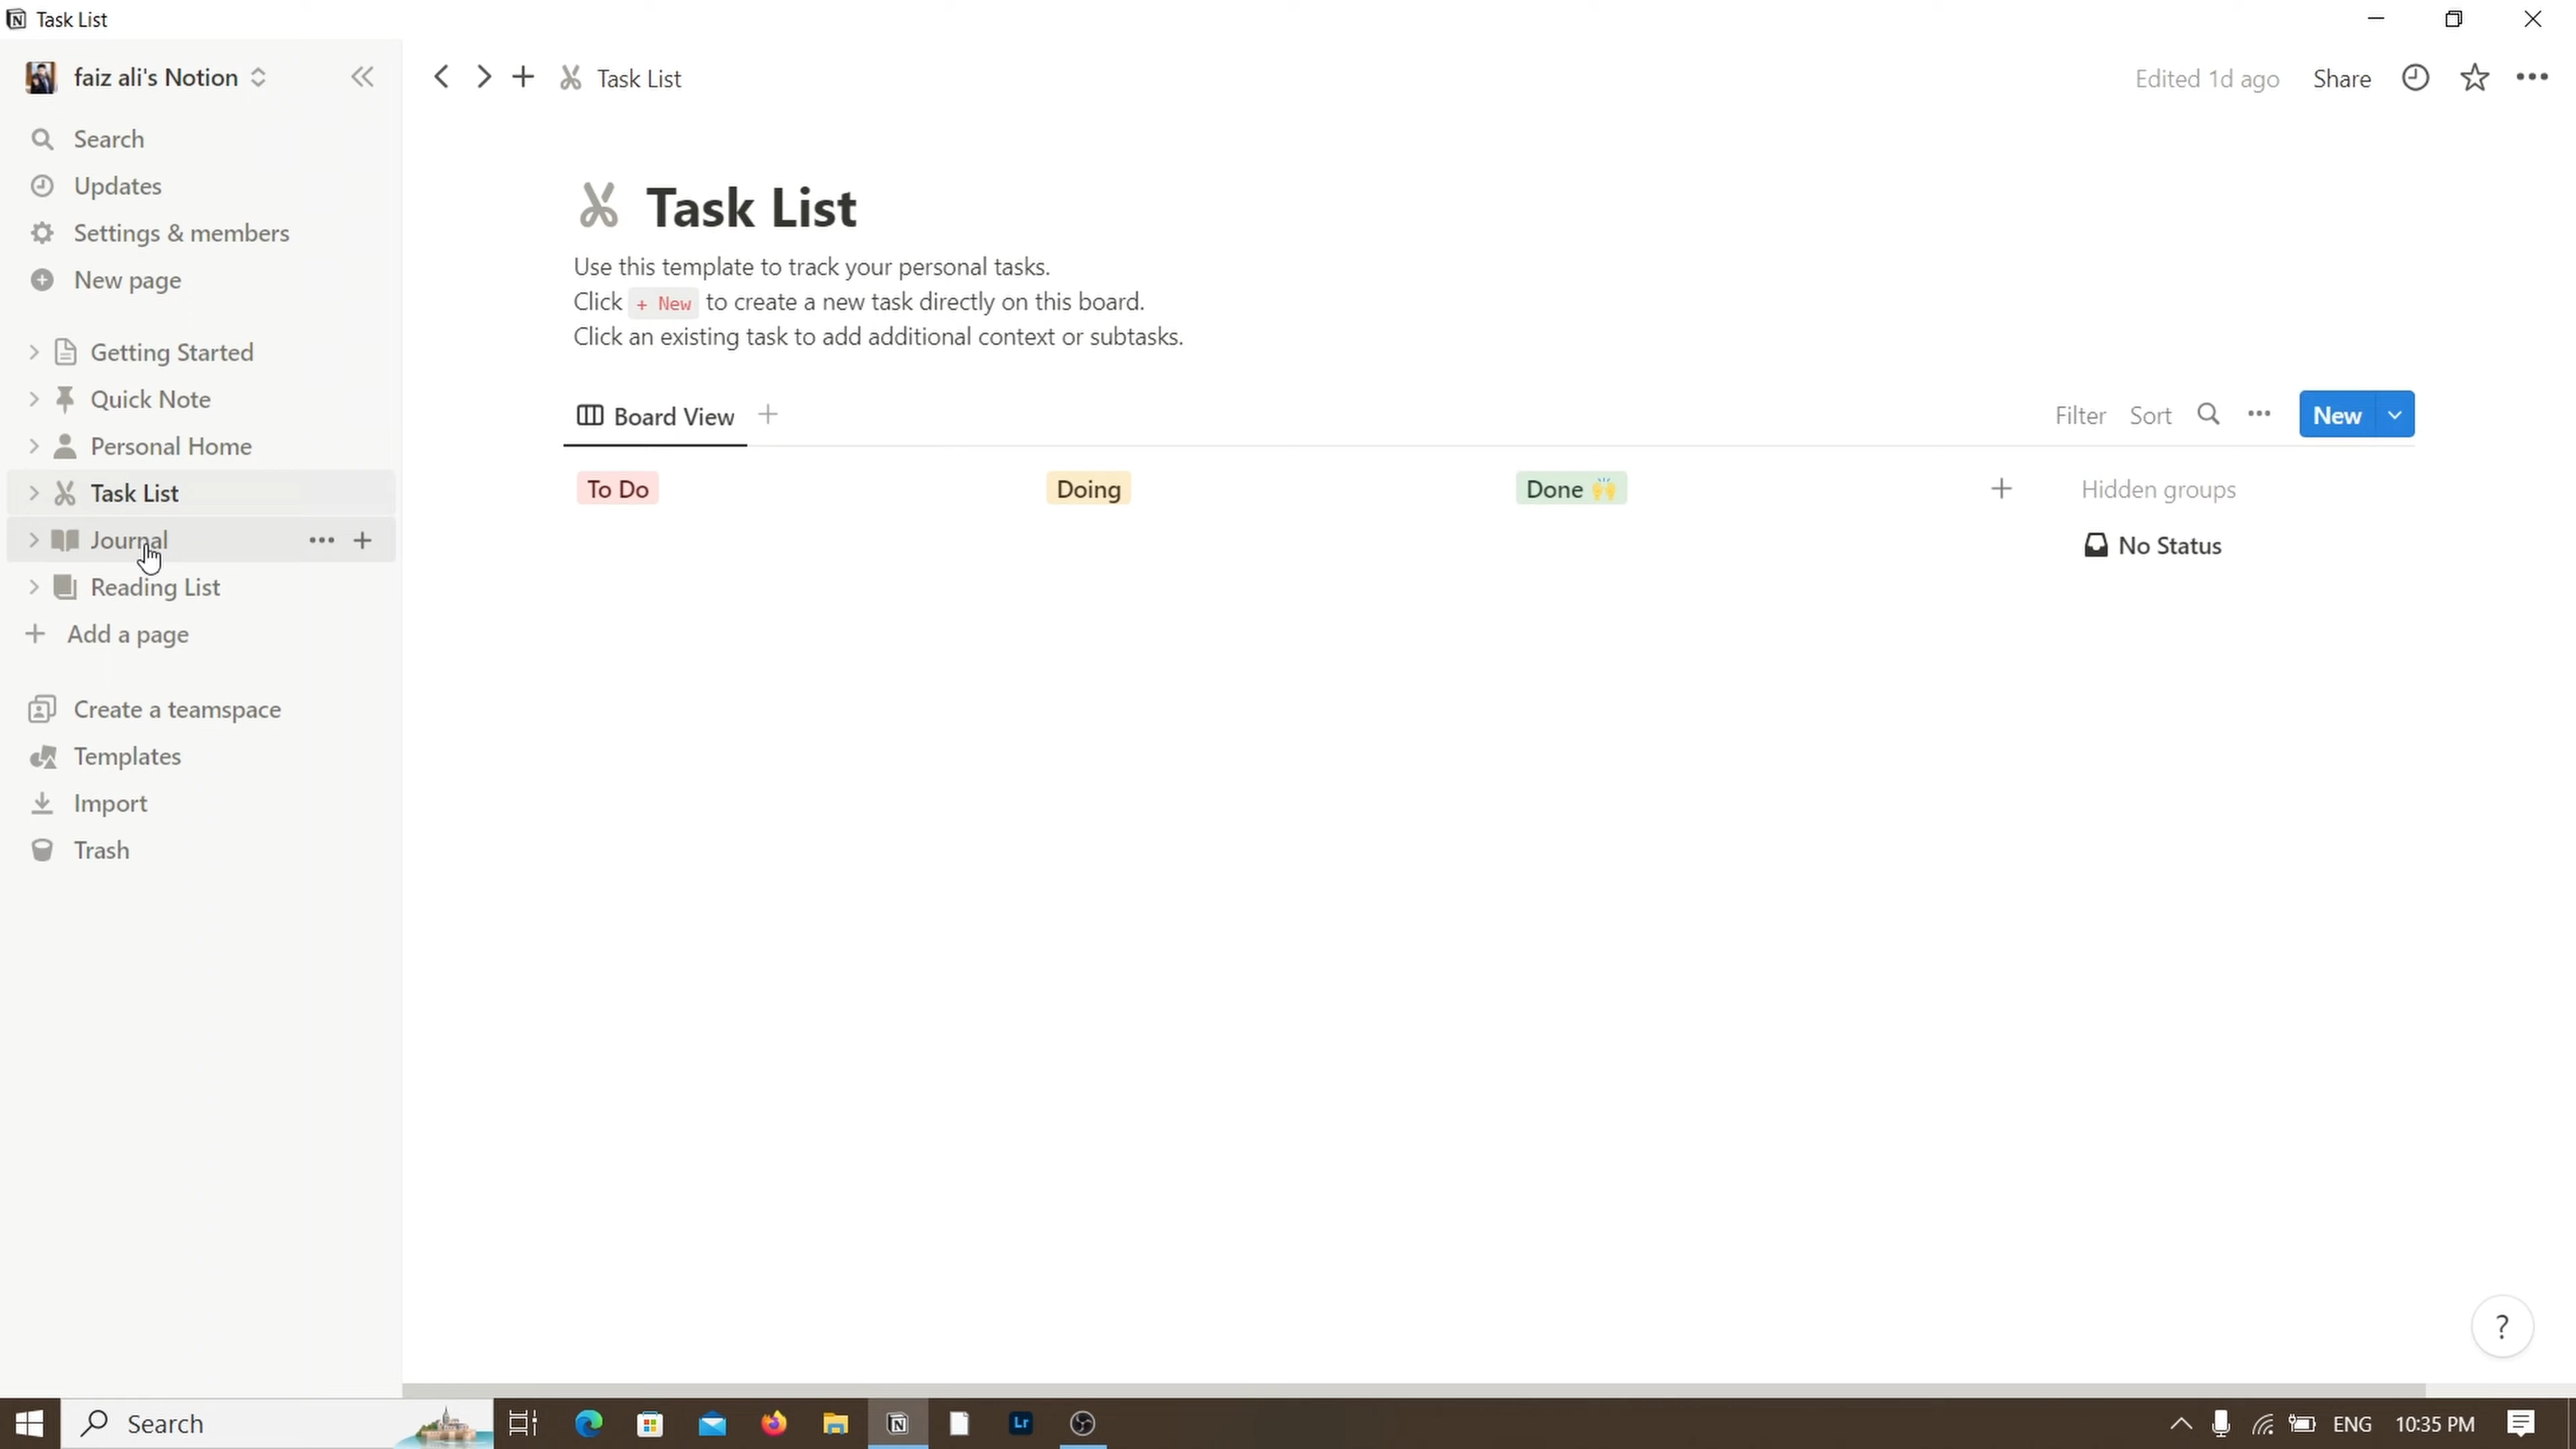 Task List
faiz ali's Notion
Task List
Edited 1d ago
Share
Search
Updates
Settings & members
New page
Getting Started
Quick Note
Personal Home
Task List
Journal
Reading List
Add a page
Create a teamspace
Templates
Import
Trash
Task List
Use this template to track your personal tasks.
Click + New to create a new task directly on this board.
Click an existing task to add additional context or subtasks.
Board View
Filter Sort
New
To Do
Doing
Done 🙌
Hidden groups
No Status
?
Search
Lr
ENG
10:35 PM